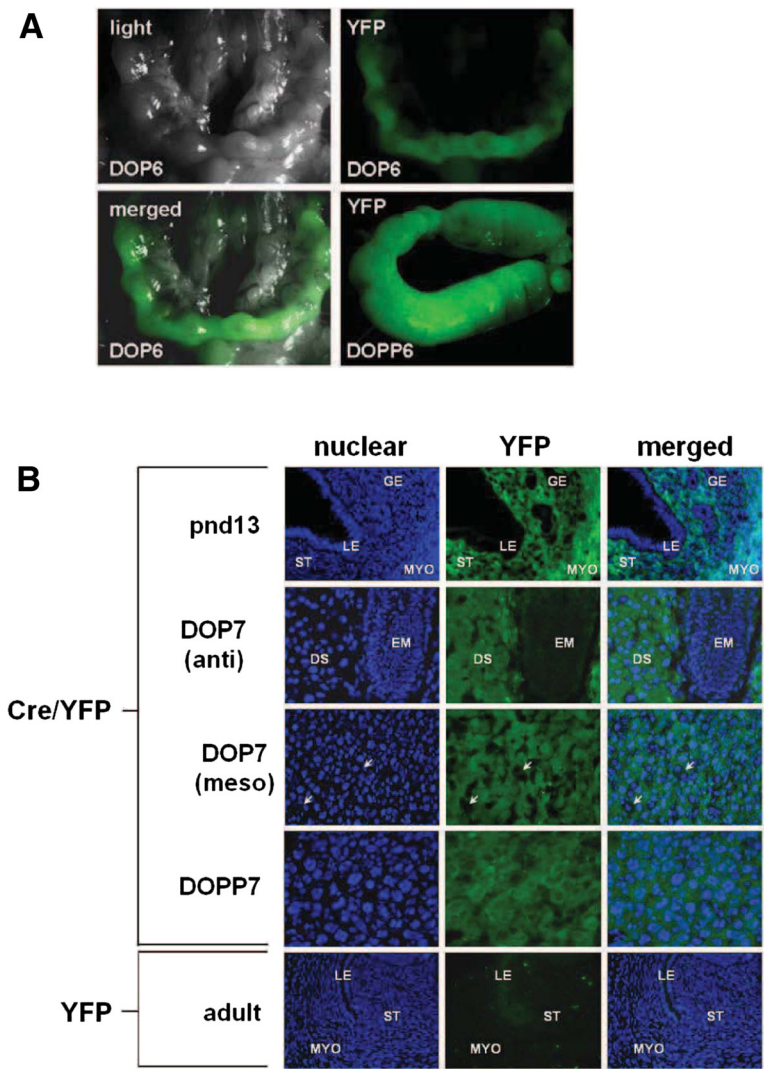 A
light
DOP6
YFP
DOP6
merged
DOP6
YFP
DOPP6
B
nuclear YFP merged
Cre/YFP
pnd13
GE LE ST MYO
GE LE ST MYO
GE LE ST MYO
DOP7
(anti)
DS EM
DS EM
DS EM
DOP7
(meso)
DOPP7
YFP
adult
LE ST MYO
LE ST MYO
LE ST MYO